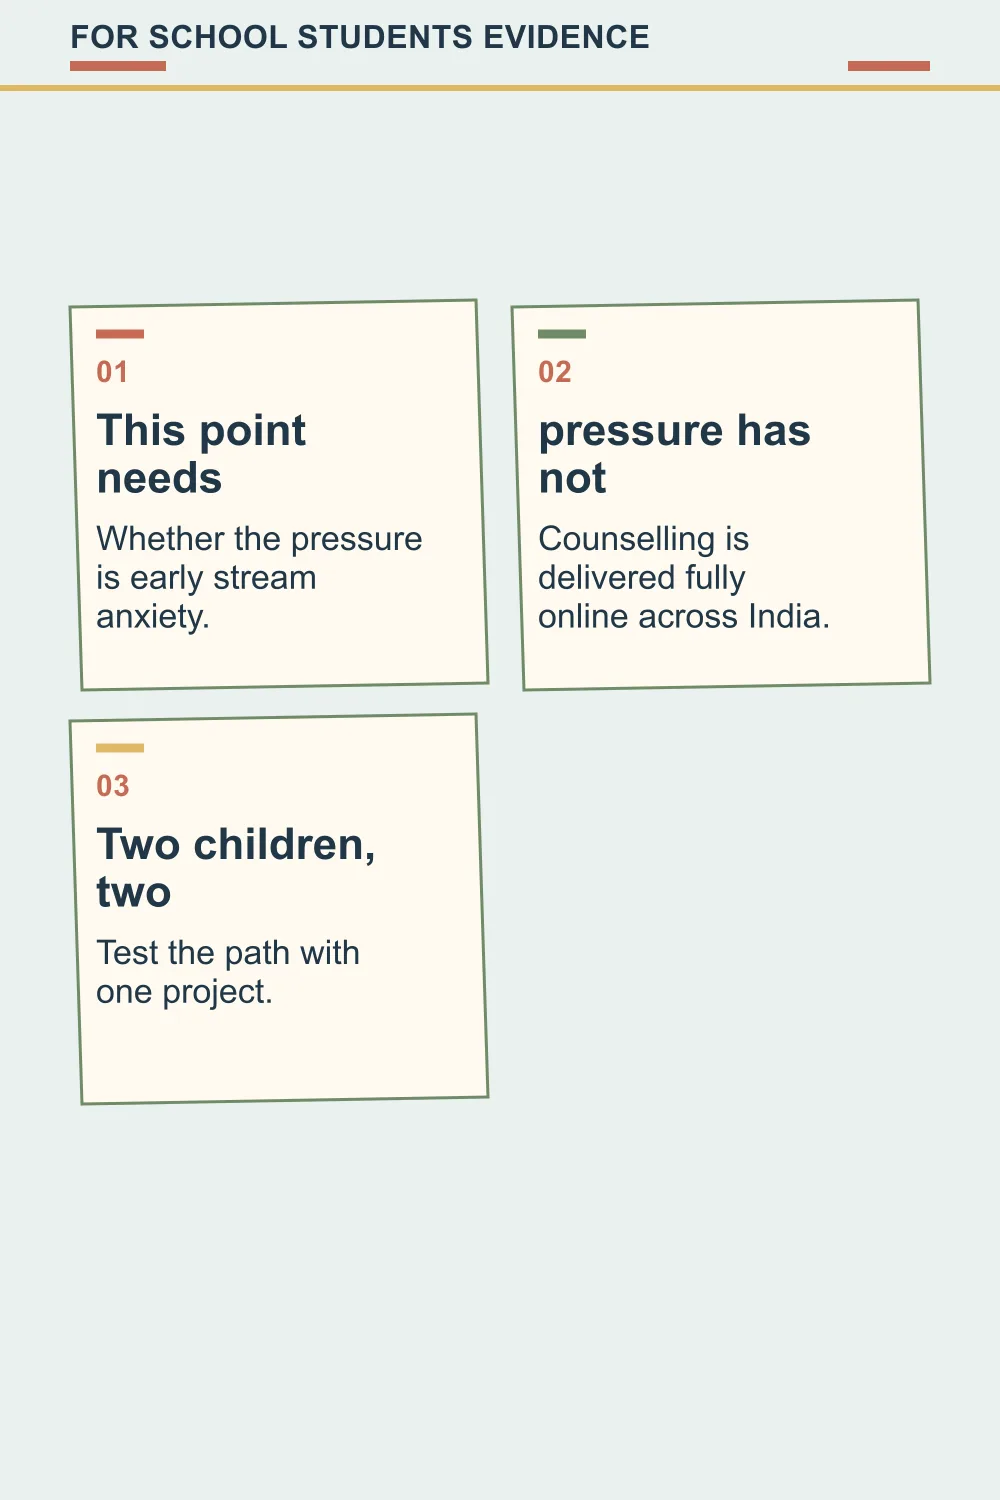 FOR SCHOOL STUDENTS EVIDENCE
01
This point
needs
Whether the pressure
is early stream
anxiety.
02
pressure has
not
Counselling is
delivered fully
online across India.
03
Two children,
two
Test the path with
one project.